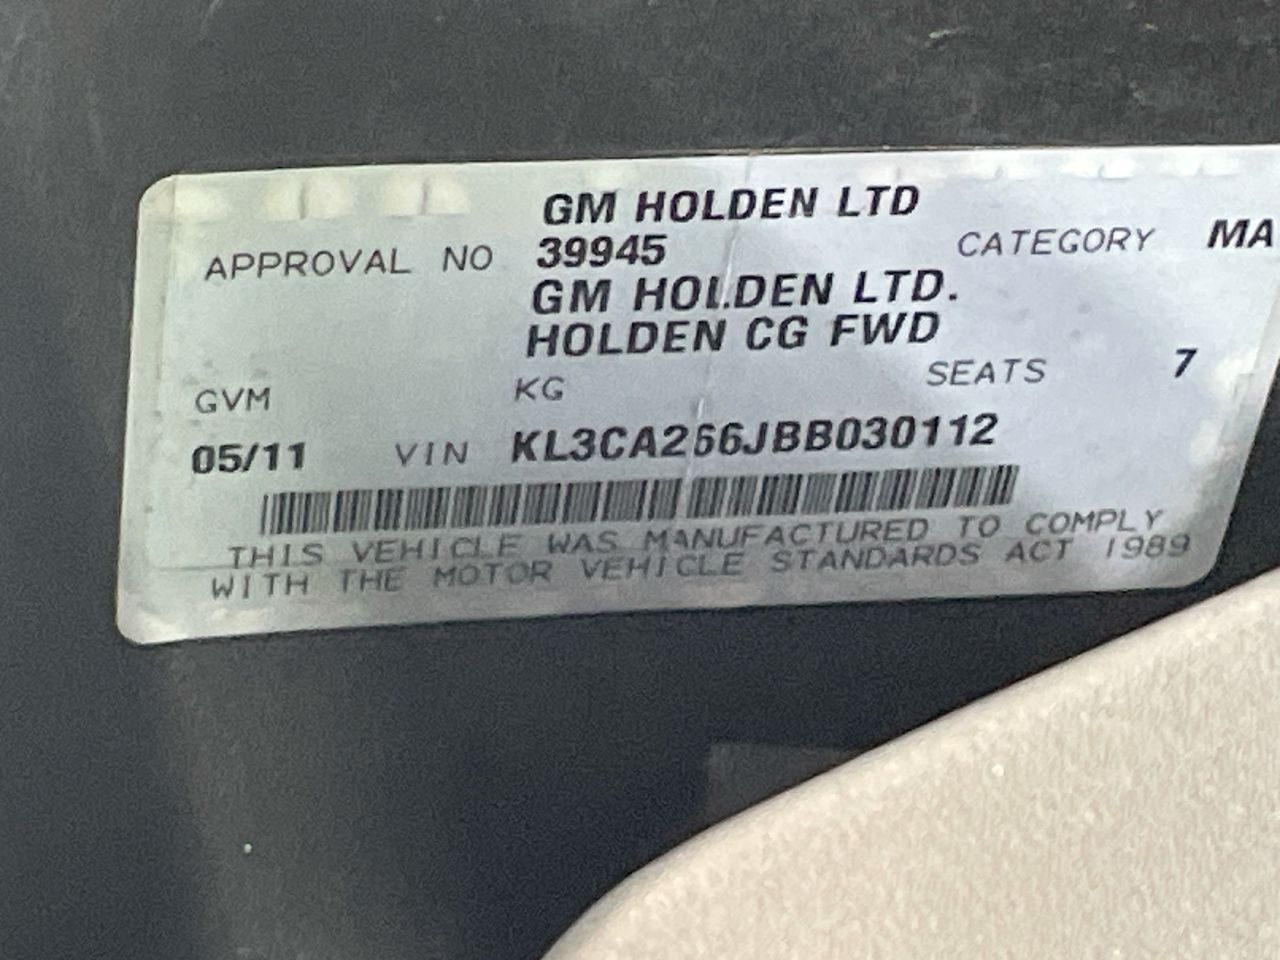 GM HOLDEN LTD
APPROVAL NO 39945 CATEGORY MA
GM HOLDEN LTD.
HOLDEN CG FWD
GVM KG SEATS 7
05/11 VIN KL3CA266JBB030112
THIS VEHICLE WAS MANUFACTURED TO COMPLY
WITH THE MOTOR VEHICLE STANDARDS ACT 1989